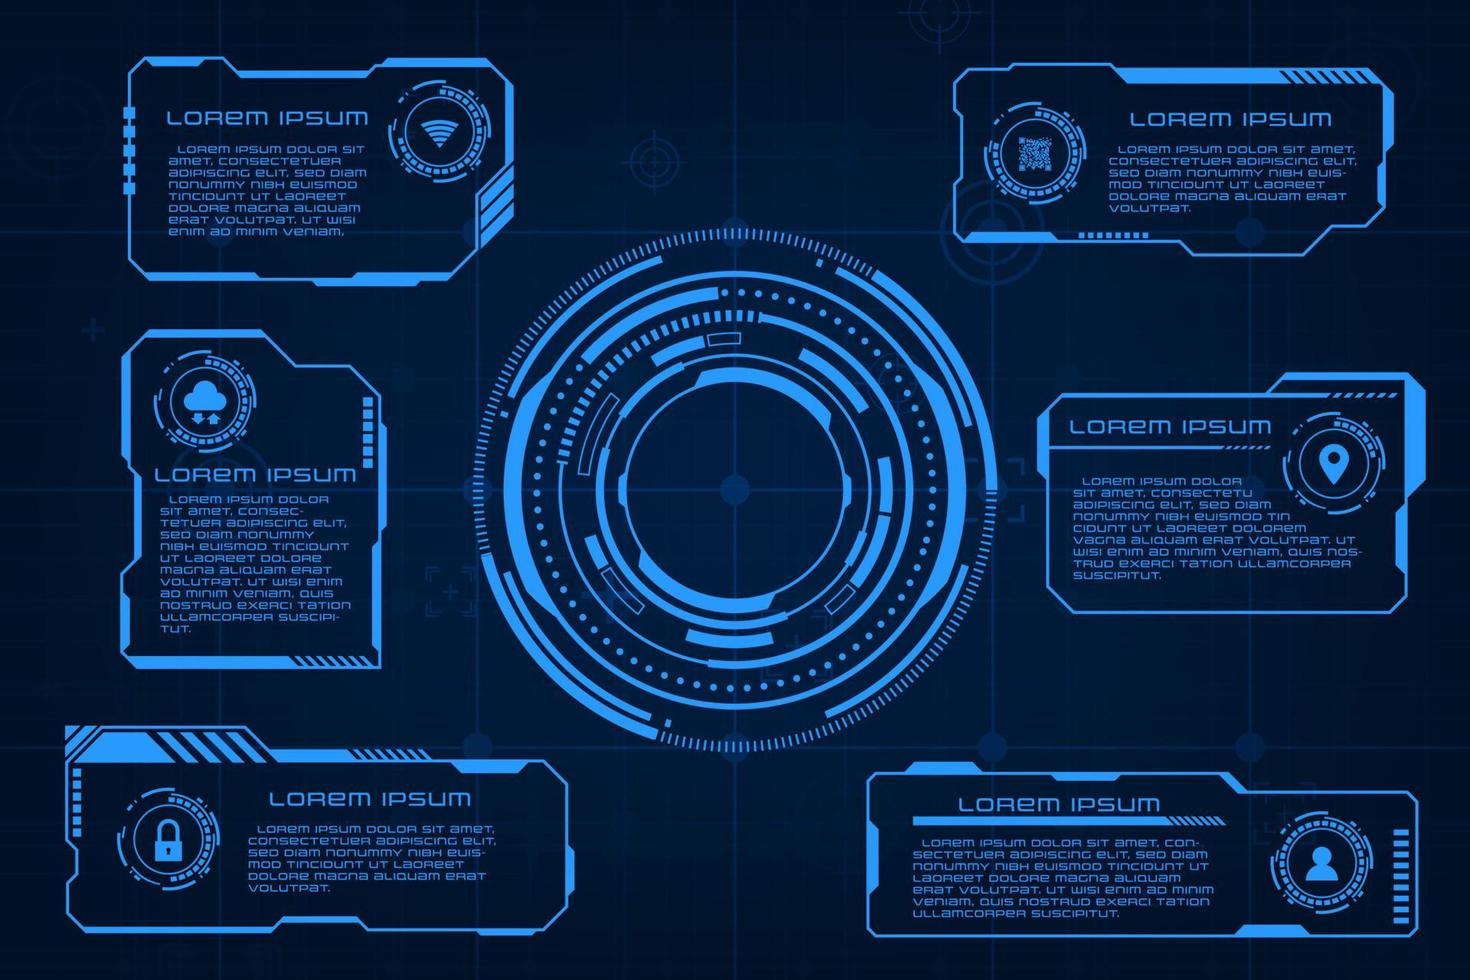 LOREM IPSUM
LOREM IPSUM DOLOR SIT
AMET, CONSECTETUER
ADIPISCING ELIT, SED DIAM
NONUMMY NIBH EUISMOD
TINCIDUNT UT LAOREET
DOLORE MAGNA ALIQUAM
ERAT VOLUTPAT. UT WISI
ENIM AD MINIM VENIAM,
LOREM IPSUM
LOREM IPSUM DOLOR SIT AMET,
CONSECTETUER ADIPISCING ELIT,
SED DIAM NONUMMY NIBH EUIS-
MOD TINCIDUNT UT LAOREET
DOLORE MAGNA ALIQUAM ERAT
VOLUTPAT.
LOREM IPSUM
LOREM IPSUM DOLOR
SIT AMET, CONSEC-
TETUER ADIPISCING ELIT,
SED DIAM NONUMMY
NIBH EUISMOD TINCIDUNT
UT LAOREET DOLORE
MAGNA ALIQUAM ERAT
VOLUTPAT. UT WISI ENIM
AD MINIM VENIAM, QUIS
NOSTRUD EXERCI TATION
ULLAMCORPER SUSCIPI-
TUT.
LOREM IPSUM
LOREM IPSUM DOLOR SIT
AMET, CONSECTETU
ADIPISCING ELIT, SED DIAM
NONUMMY NIBH EUISMOD TIN
CIDUNT UT LAOREET DOLOREM
VAGNA ALIQUAM ERAT VOLUTPAT. UT
WISI ENIM AD MINIM VENIAM, QUIS NOS-
TRUD EXERCI TATION ULLAMCORPER
SUSCIPITUT.
LOREM IPSUM
LOREM IPSUM DOLOR SIT AMET,
CONSECTETUER ADIPISCING ELIT,
SED DIAM NONUMMY NIBH EUIS-
MOD TINCIDUNT UT LAOREET
DOLORE MAGNA ALIQUAM ERAT
VOLUTPAT.
LOREM IPSUM
LOREM IPSUM DOLOR SIT AMET, CON-
SECTETUER ADIPISCING ELIT, SED DIAM
NONUMMY NIBH EUISMOD TINCIDUNT UT
LAOREET DOLORE MAGNA ALIQUAM ERAT
VOLUTPAT. UT WISI ENIM AD MINIM
VENIAM, QUIS NOSTRUD EXERCI TATION
ULLAMCORPER SUSCIPITUT.